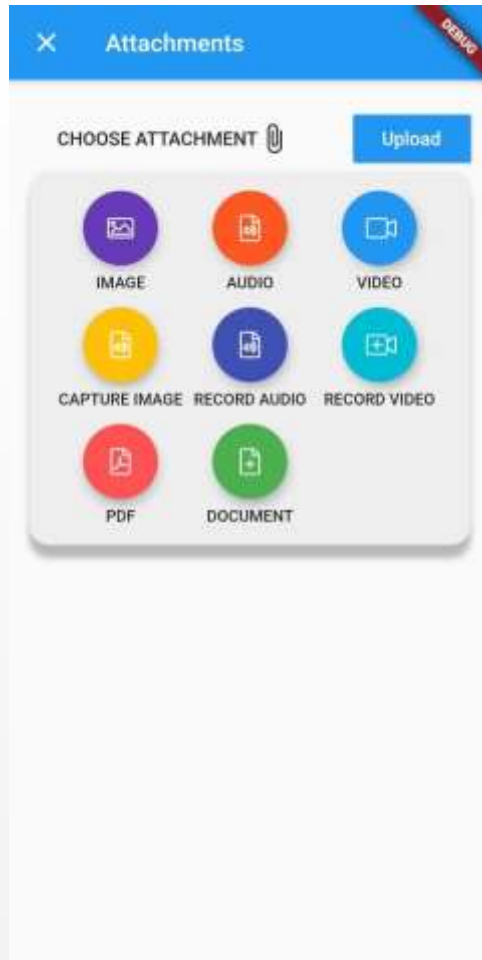 Attachments
DEBUG
CHOOSE ATTACHMENT
Upload
IMAGE AUDIO VIDEO
CAPTURE IMAGE RECORD AUDIO RECORD VIDEO
PDF DOCUMENT